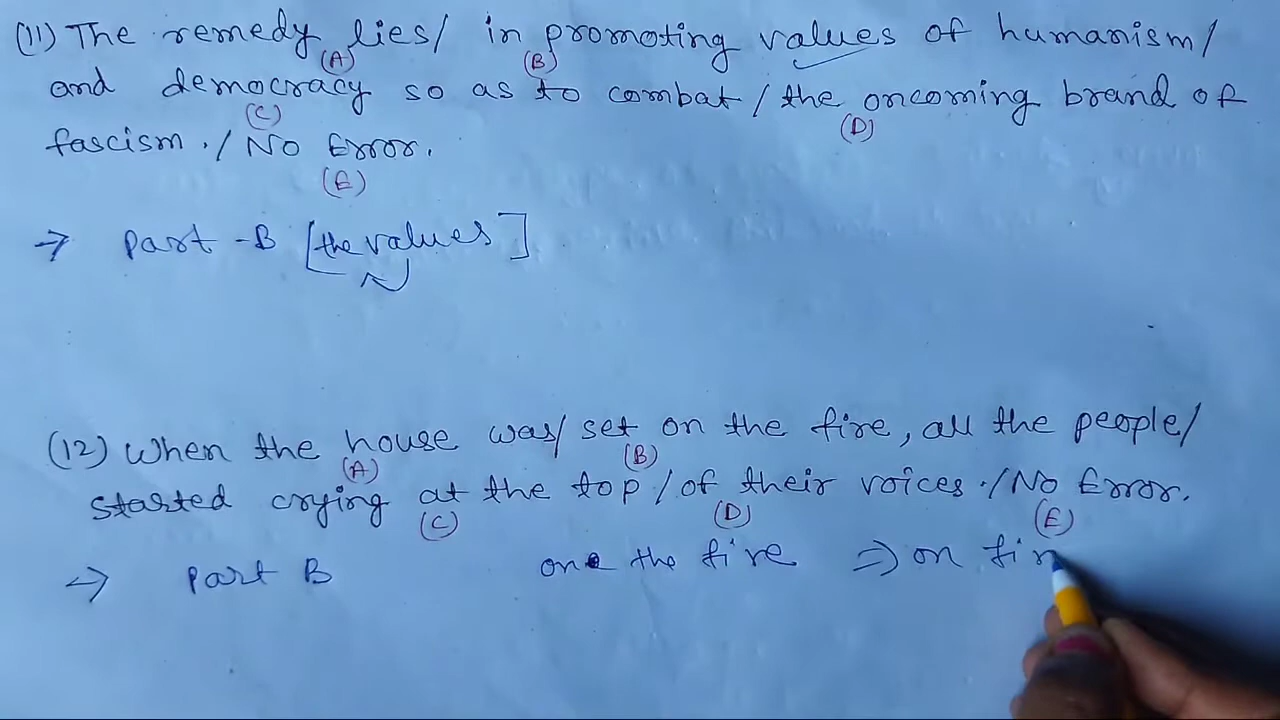 (11) The remedy lies/ in promoting values of humanism/
(A) (B)
and democracy so as to combat/the oncoming brand of
(C) (D)
fascism./No Error.
(E)
→ Part-B [the values]
(12) When the house was/set on the fire, all the people/
(A) (B)
started crying at the top/of their voices./No Error.
(C) (D) (E)
→ Part B on the fire ⇒ on fir